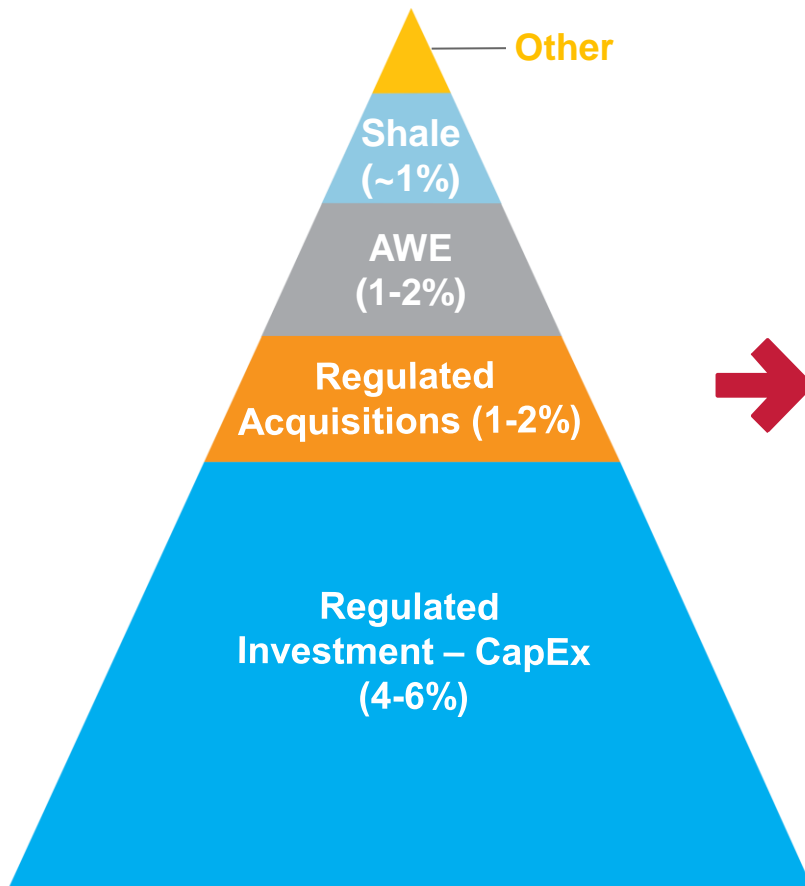 Other
Shale
(~1%)
AWE
(1-2%)
Regulated
Acquisitions (1-2%)
Regulated
Investment – CapEx
(4-6%)